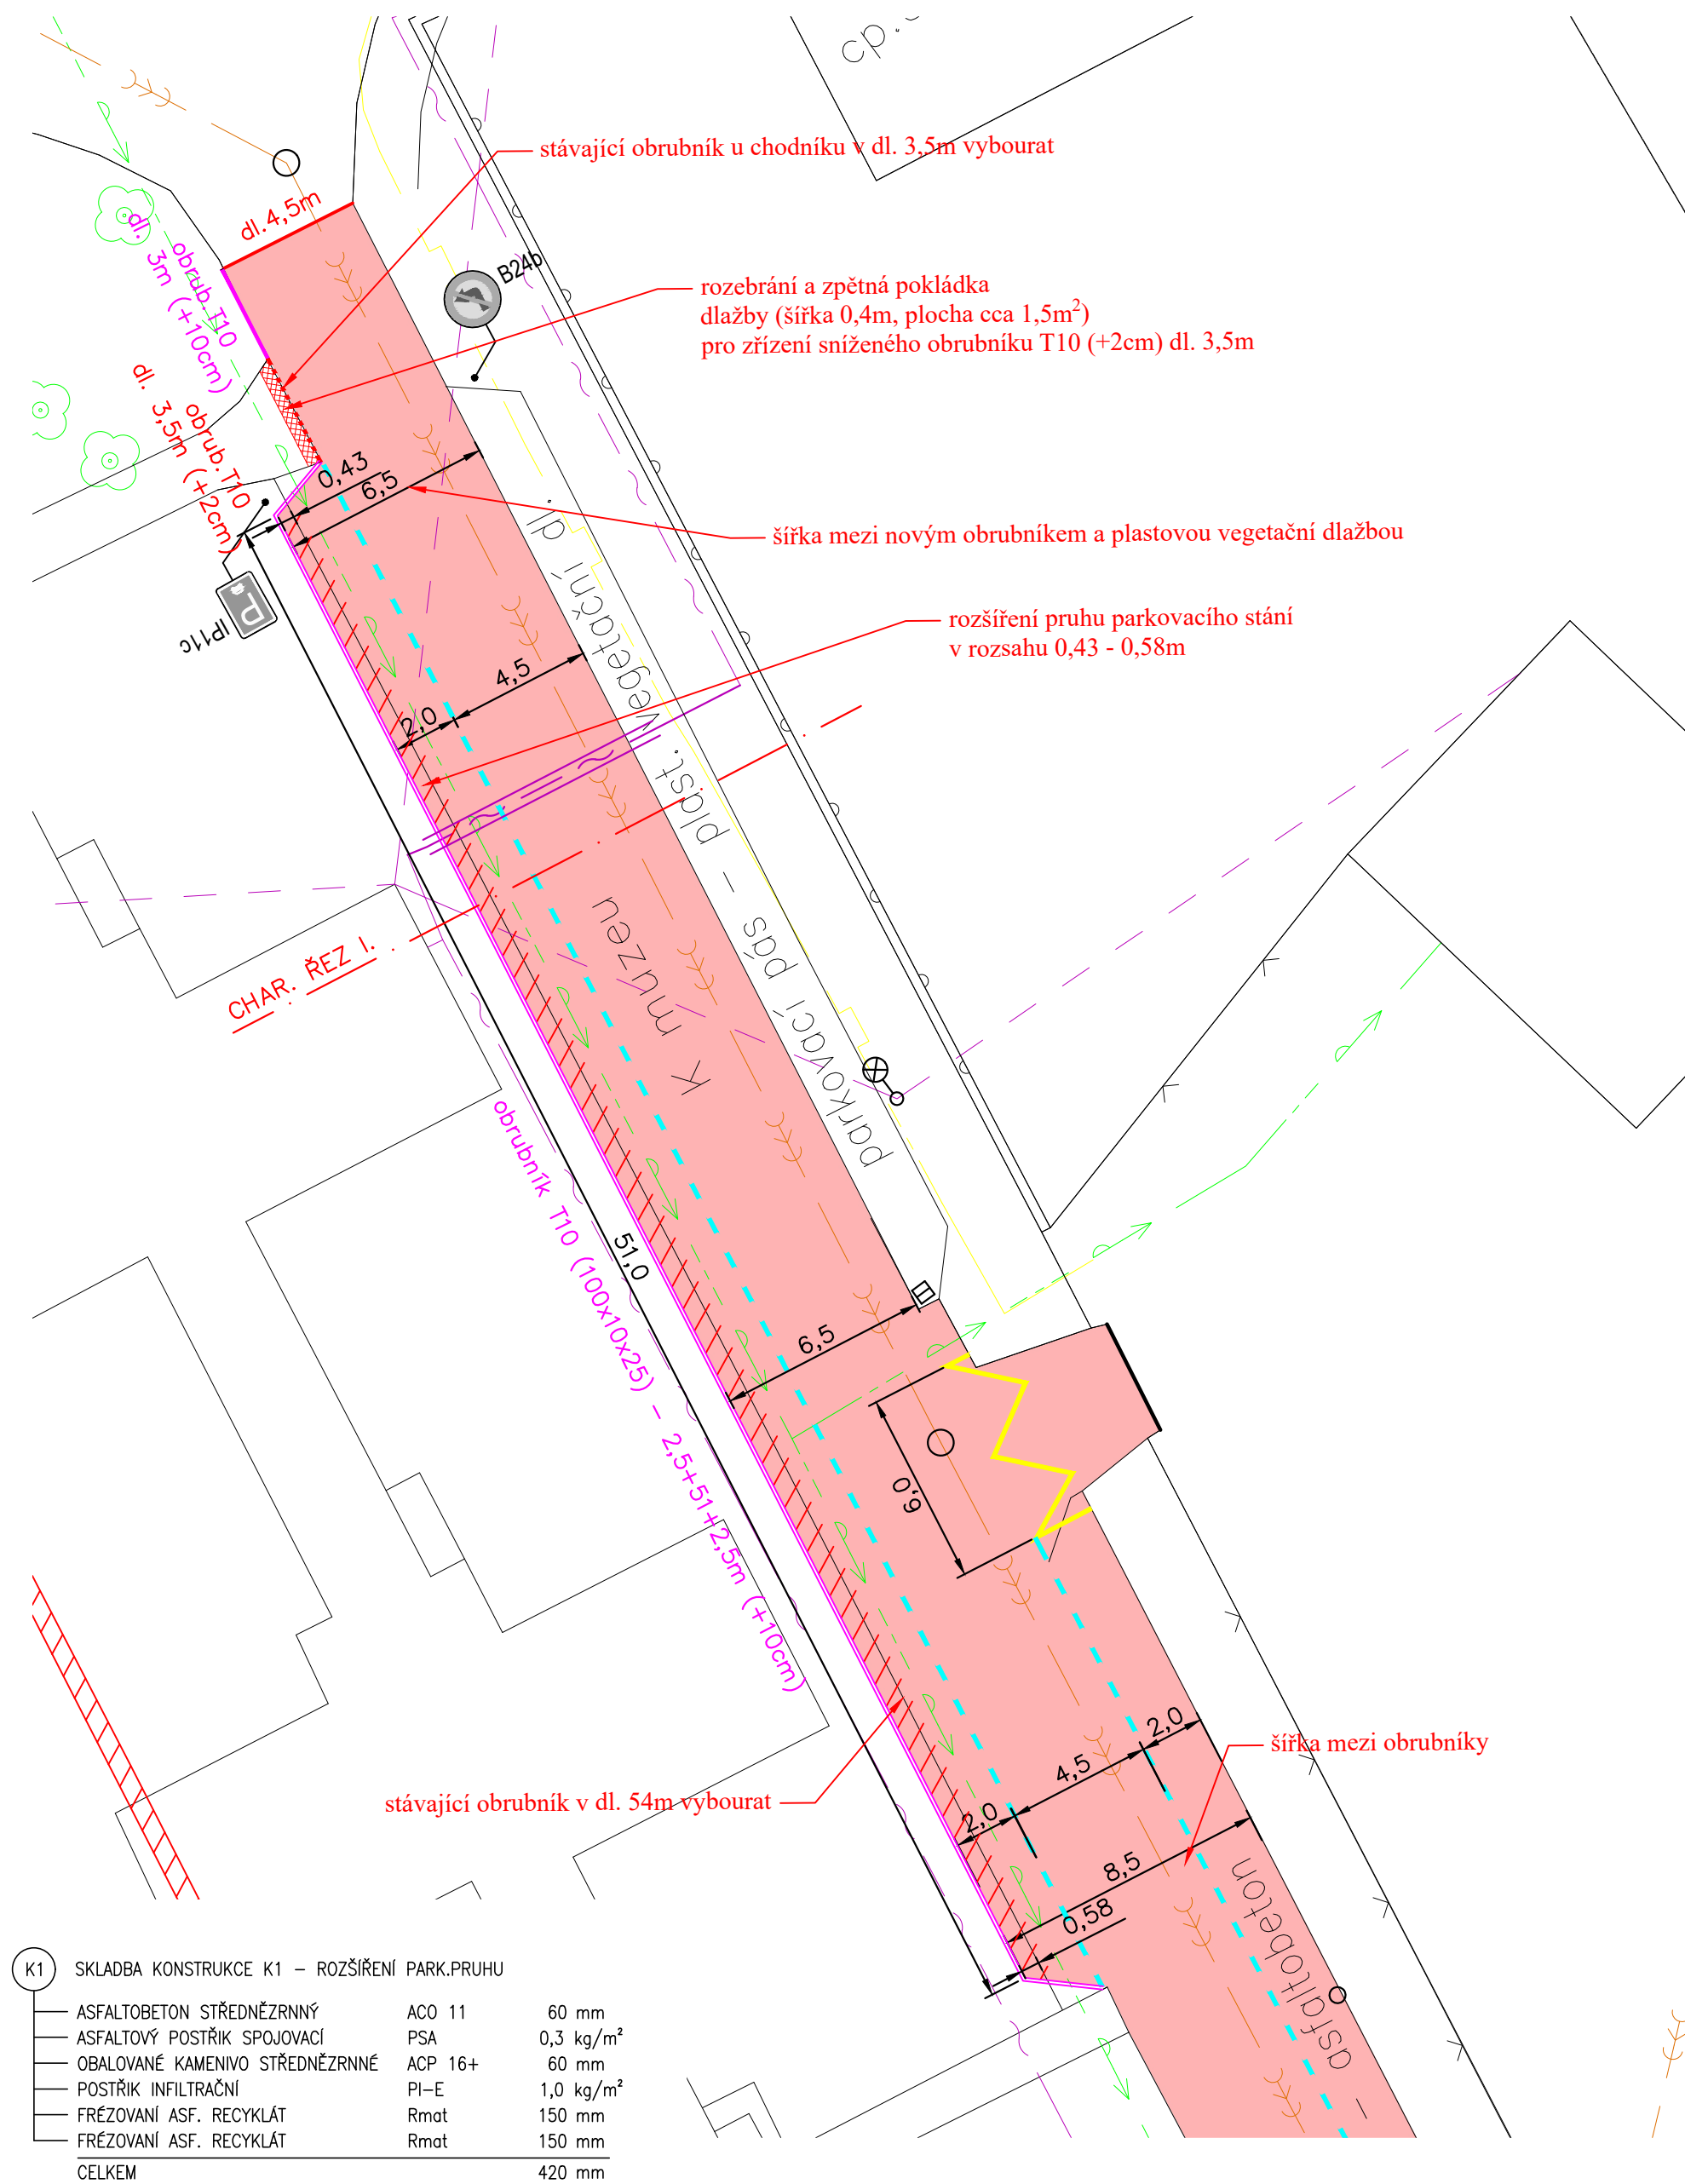 cp.
stávající obrubník u chodníku v dl. 3,5m vybourat
dl.4,5m
obrub.T10
dl. 3m (+10cm)
B24b
rozebrání a zpětná pokládka
dlažby (šířka 0,4m, plocha cca 1,5m²)
pro zřízení sníženého obrubníku T10 (+2cm) dl. 3,5m
obrub.T10
dl. 3,5m (+2cm)
0,43
6,5
šířka mezi novým obrubníkem a plastovou vegetační dlažbou
IP11c
P
rozšíření pruhu parkovacího stání
v rozsahu 0,43 - 0,58m
4,5
2,0
parkovací pás – plast. vegetační dl.
K muzeu
CHAR. ŘEZ I.
obrubník T10 (100x10x25) – 2,5+51+2,5m (+10cm)
51,0
6,5
6,0
2,0
4,5
2,0
šířka mezi obrubníky
stávající obrubník v dl. 54m vybourat
8,5
0,58
– asfaltobeton –
K1 SKLADBA KONSTRUKCE K1 – ROZŠÍŘENÍ PARK.PRUHU
ASFALTOBETON STŘEDNĚZRNNÝ ACO 11 60 mm
ASFALTOVÝ POSTŘIK SPOJOVACÍ PSA 0,3 kg/m²
OBALOVANÉ KAMENIVO STŘEDNĚZRNNÉ ACP 16+ 60 mm
POSTŘIK INFILTRAČNÍ PI–E 1,0 kg/m²
FRÉZOVANÍ ASF. RECYKLÁT Rmat 150 mm
FRÉZOVANÍ ASF. RECYKLÁT Rmat 150 mm
CELKEM 420 mm